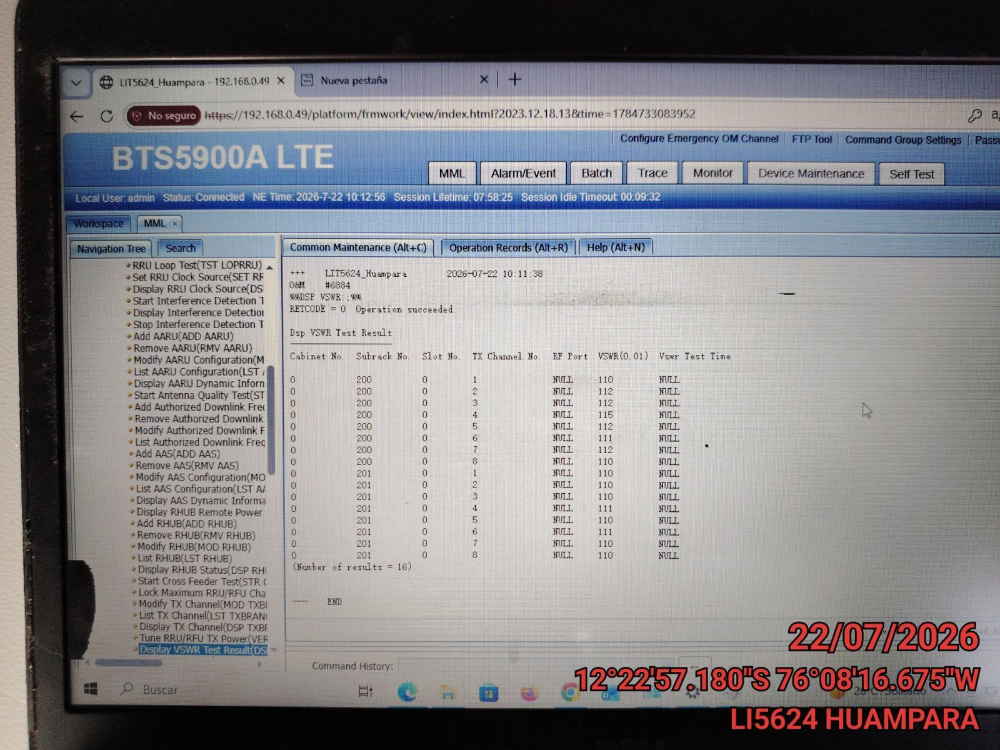 LIT5624_Huampara - 192.168.0.49
Nueva pestaña
No seguro https://192.168.0.49/platform/frmwork/view/index.html?2023.12.18.13&time=1784733083952
Configure Emergency OM Channel FTP Tool Command Group Settings
BTS5900A LTE
MML Alarm/Event Batch Trace Monitor Device Maintenance Self Test
Local User: admin Status: Connected NE Time: 2026-7-22 10:12:56 Session Lifetime: 07:58:25 Session Idle Timeout: 00:09:32
Workspace MML
Navigation Tree Search
RRU Loop Test(TST LOPRRU)
Set RRU Clock Source(SET RF
Display RRU Clock Source(DS
Start Interference Detection T
Display Interference Detection
Stop Interference Detection T
Add AARU(ADD AARU)
Remove AARU(RMV AARU)
Modify AARU Configuration(M
List AARU Configuration(LST
Display AARU Dynamic Inform
Start Antenna Quality Test(ST
Add Authorized Downlink Frec
Remove Authorized Downlink
Modify Authorized Downlink F
List Authorized Downlink Freq
Add AAS(ADD AAS)
Remove AAS(RMV AAS)
Modify AAS Configuration(MO
List AAS Configuration(LST AA
Display AAS Dynamic Informa
Display RHUB Remote Power
Add RHUB(ADD RHUB)
Remove RHUB(RMV RHUB)
Modify RHUB(MOD RHUB)
List RHUB(LST RHUB)
Display RHUB Status(DSP RHU
Start Cross Feeder Test(STR C
Lock Maximum RRU/RFU Cha
Modify TX Channel(MOD TXBI
List TX Channel(LST TXBRAN
Display TX Channel(DSP TXBF
Tune RRU/RFU TX Power(VER
Display VSWR Test Result(DS
Common Maintenance (Alt+C) Operation Records (Alt+R) Help (Alt+N)
+++ LIT5624_Huampara 2026-07-22 10:11:38
O&M #6884
%%DSP VSWR:;%%
RETCODE = 0 Operation succeeded.
Dsp VSWR Test Result
Cabinet No. Subrack No. Slot No. TX Channel No. RF Port VSWR(0.01) Vswr Test Time
0 200 0 1 NULL 110 NULL
0 200 0 2 NULL 112 NULL
0 200 0 3 NULL 112 NULL
0 200 0 4 NULL 115 NULL
0 200 0 5 NULL 112 NULL
0 200 0 6 NULL 111 NULL
0 200 0 7 NULL 112 NULL
0 200 0 8 NULL 110 NULL
0 201 0 1 NULL 110 NULL
0 201 0 2 NULL 110 NULL
0 201 0 3 NULL 110 NULL
0 201 0 4 NULL 111 NULL
0 201 0 5 NULL 110 NULL
0 201 0 6 NULL 111 NULL
0 201 0 7 NULL 110 NULL
0 201 0 8 NULL 110 NULL
(Number of results = 16)
--- END
Command History:
Buscar
22/07/2026
12°22'57.180"S 76°08'16.675"W
LI5624 HUAMPARA